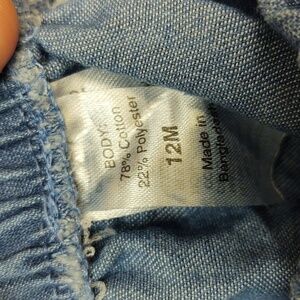 BODY:
78% Cotton
22% Polyester
12M
Made in
Bangladesh